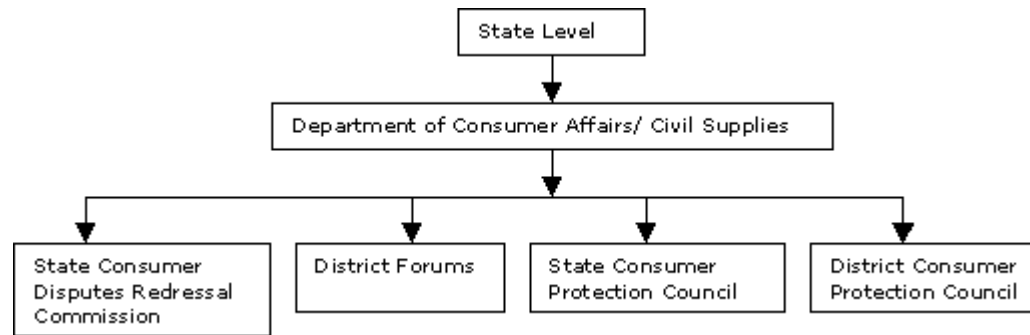 State Level
Department of Consumer Affairs/ Civil Supplies
State Consumer
Disputes Redressal
Commission
District Forums
State Consumer
Protection Council
District Consumer
Protection Council